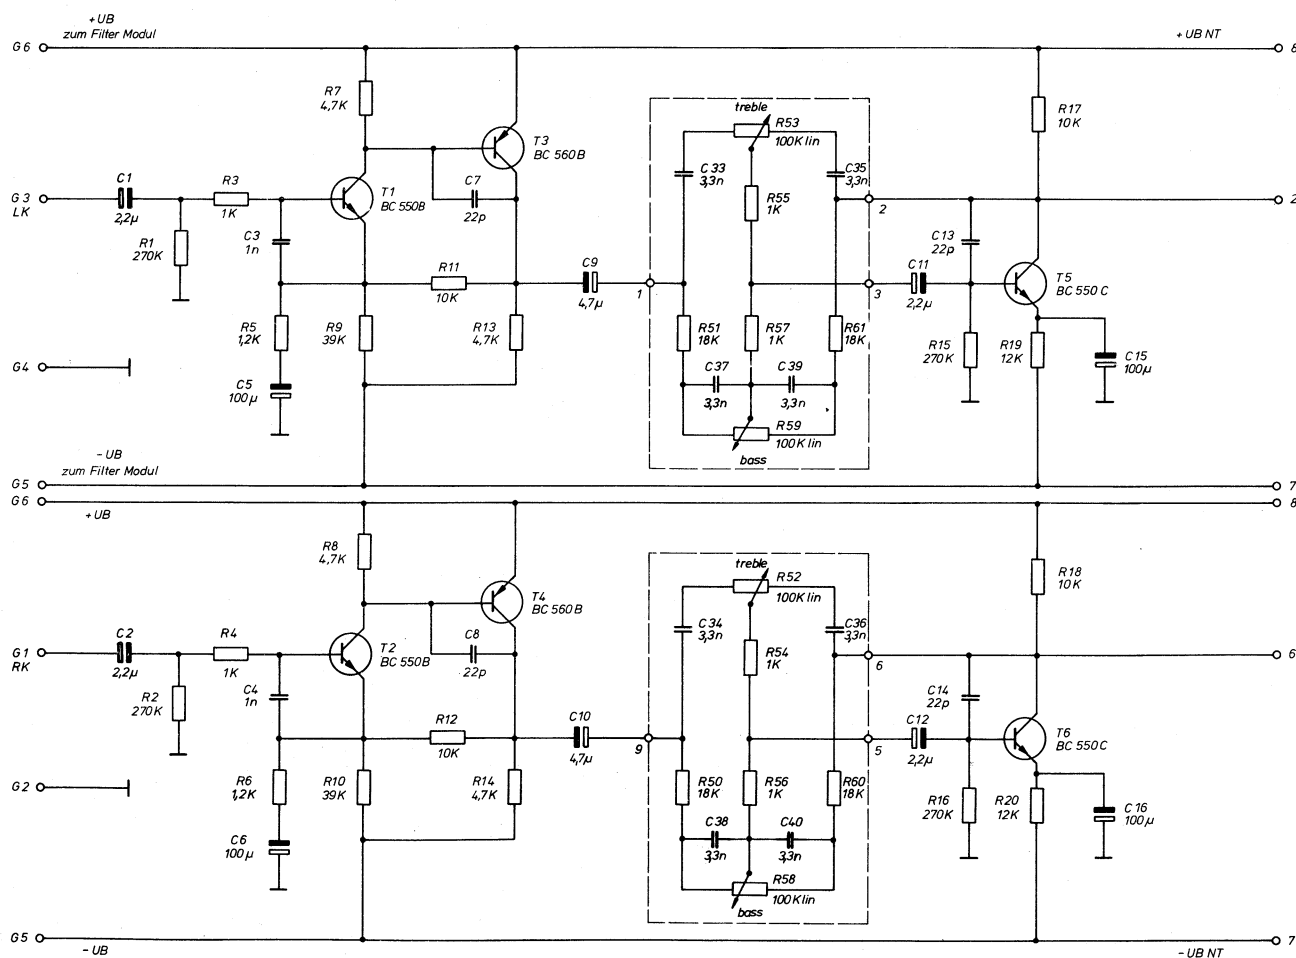 +UB
zum Filter Modul
G6
+UB NT
8
R7
4,7K
treble
R53
100K lin
R17
10K
T3
BC 560B
C1
2,2µ
R3
1K
C7
22p
C33
3,3n
C35
3,3n
G3
LK
T1
BC 550B
R55
1K
2
2
R1
270K
C3
1n
C13
22p
R11
10K
C9
4,7µ
1
3
C11
2,2µ
T5
BC 550C
R5
1,2K
R9
39K
R13
4,7K
R51
18K
R57
1K
R61
18K
R15
270K
R19
12K
C15
100µ
G4
C5
100µ
C37
3,3n
C39
3,3n
R59
100K lin
bass
-UB
zum Filter Modul
G5
7
G6
8
+UB
R8
4,7K
treble
R52
100K lin
R18
10K
T4
BC 560B
C2
2,2µ
R4
1K
C8
22p
C34
3,3n
C36
3,3n
G1
RK
T2
BC 550B
R54
1K
6
6
R2
270K
C4
1n
C14
22p
R12
10K
C10
4,7µ
9
5
C12
2,2µ
T6
BC 550C
R6
1,2K
R10
39K
R14
4,7K
R50
18K
R56
1K
R60
18K
R16
270K
R20
12K
C16
100µ
G2
C6
100µ
C38
3,3n
C40
3,3n
R58
100K lin
bass
G5
7
-UB
-UB NT